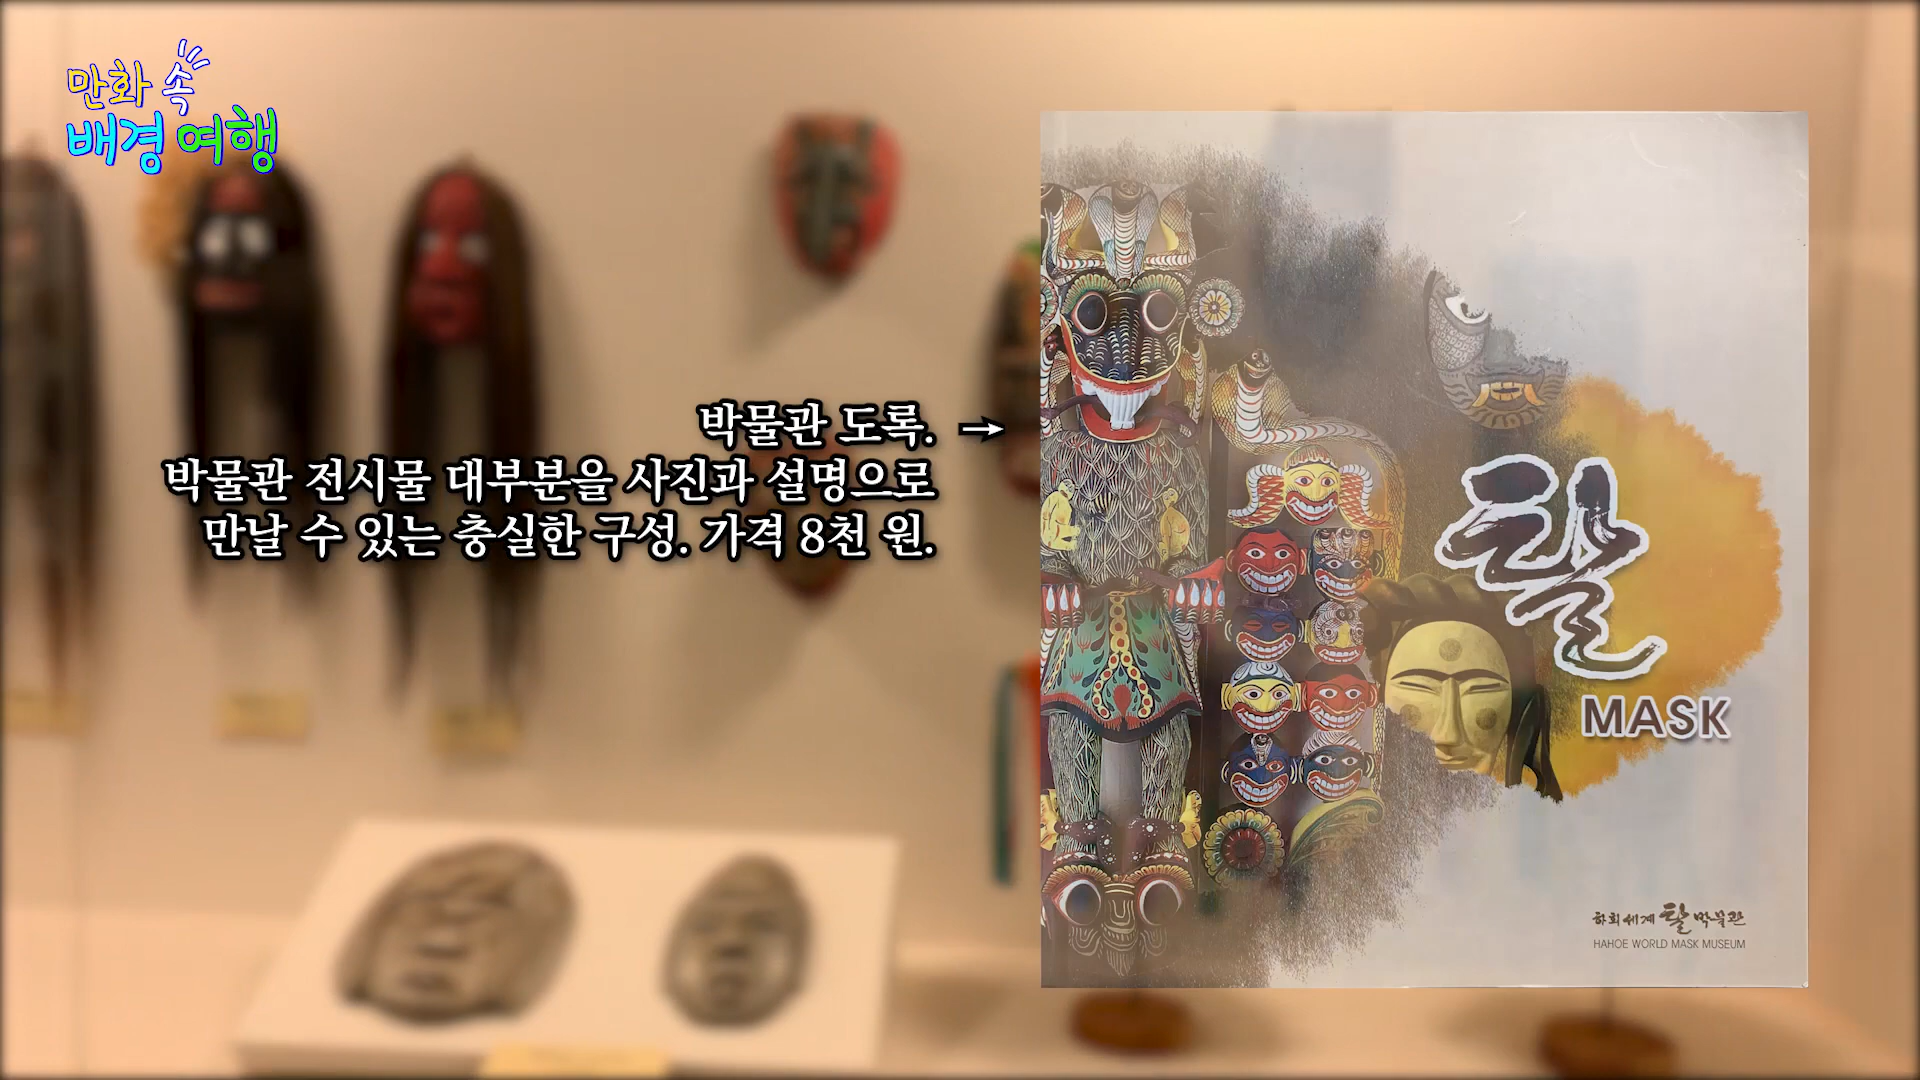 만화 속
배경 여행
박물관 도록. →
박물관 전시물 대부분을 사진과 설명으로
만날 수 있는 충실한 구성. 가격 8천 원.
탈
MASK
하회세계탈박물관
HAHOE WORLD MASK MUSEUM